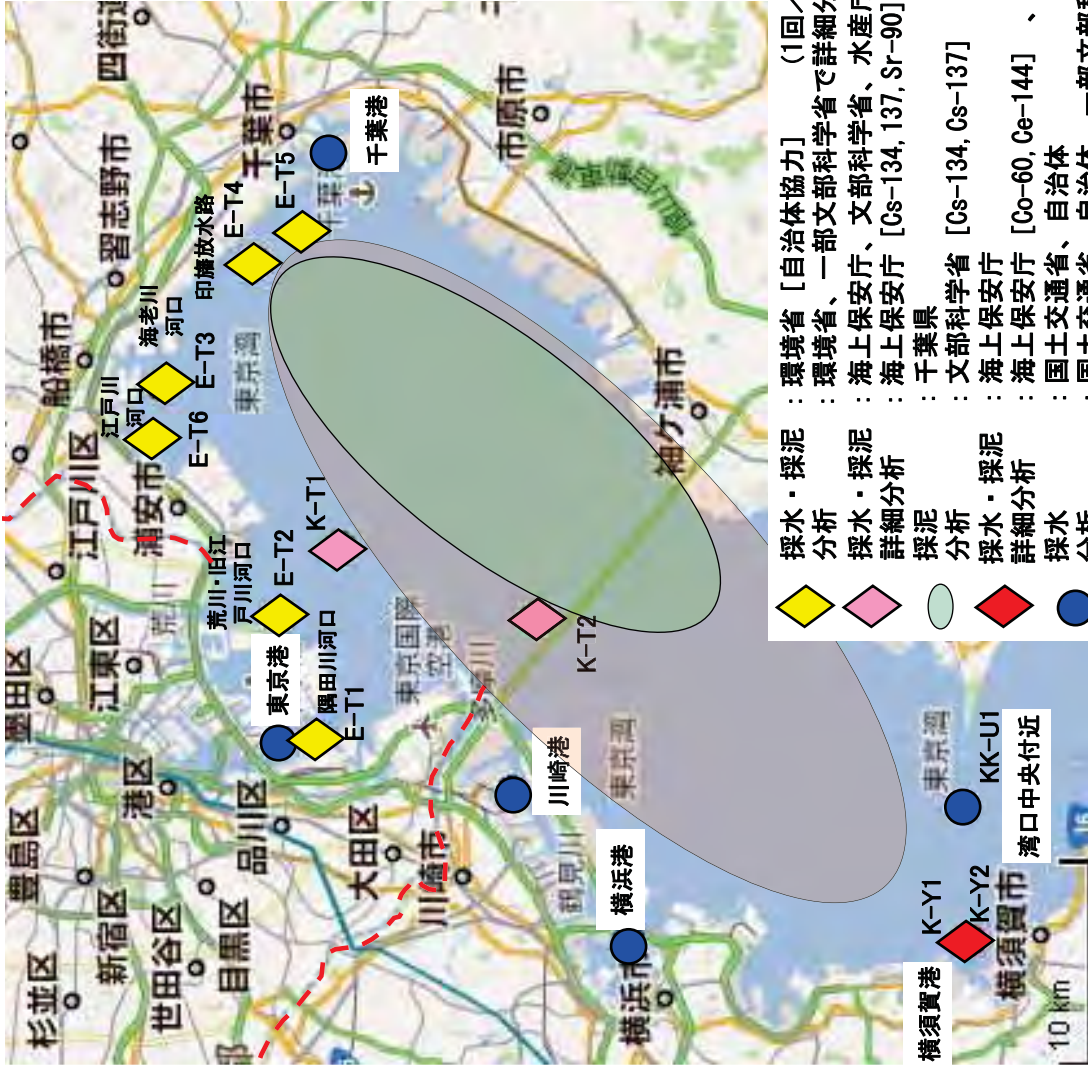 杉並区
豊島区
新宿区
世田谷区
目黒区
港区
品川区
大田区
川崎市
横浜市
横須賀市
墨田区
江東区
江戸川区
浦安市
船橋市
習志野市
千葉市
四街道
市原市
袖ケ浦市
荒川
鶴見川
東京国際
空港
東京湾
東京湾
東京湾
東京港
隅田川河口
E-T1
荒川・旧江
戸川河口
E-T2
江戸川
河口
E-T6
海老川
河口
E-T3
印旛放水路
E-T4
E-T5
千葉港
K-T1
K-T2
川崎港
横浜港
横須賀港
K-Y1
K-Y2
KK-U1
湾口中央付近
16
10 km
採水・採泥 : 環境省 [自治体協力] (1回
分析 : 環境省、一部文部科学省で詳細分
採水・採泥 : 海上保安庁、文部科学省、水産
詳細分析 : 海上保安庁 [Cs-134,137,Sr-90]
採泥 : 千葉県
分析 : 文部科学省 [Cs-134,Cs-137]
採水・採泥 : 海上保安庁
詳細分析 : 海上保安庁 [Co-60,Ce-144] 、
採水 : 国土交通省、自治体